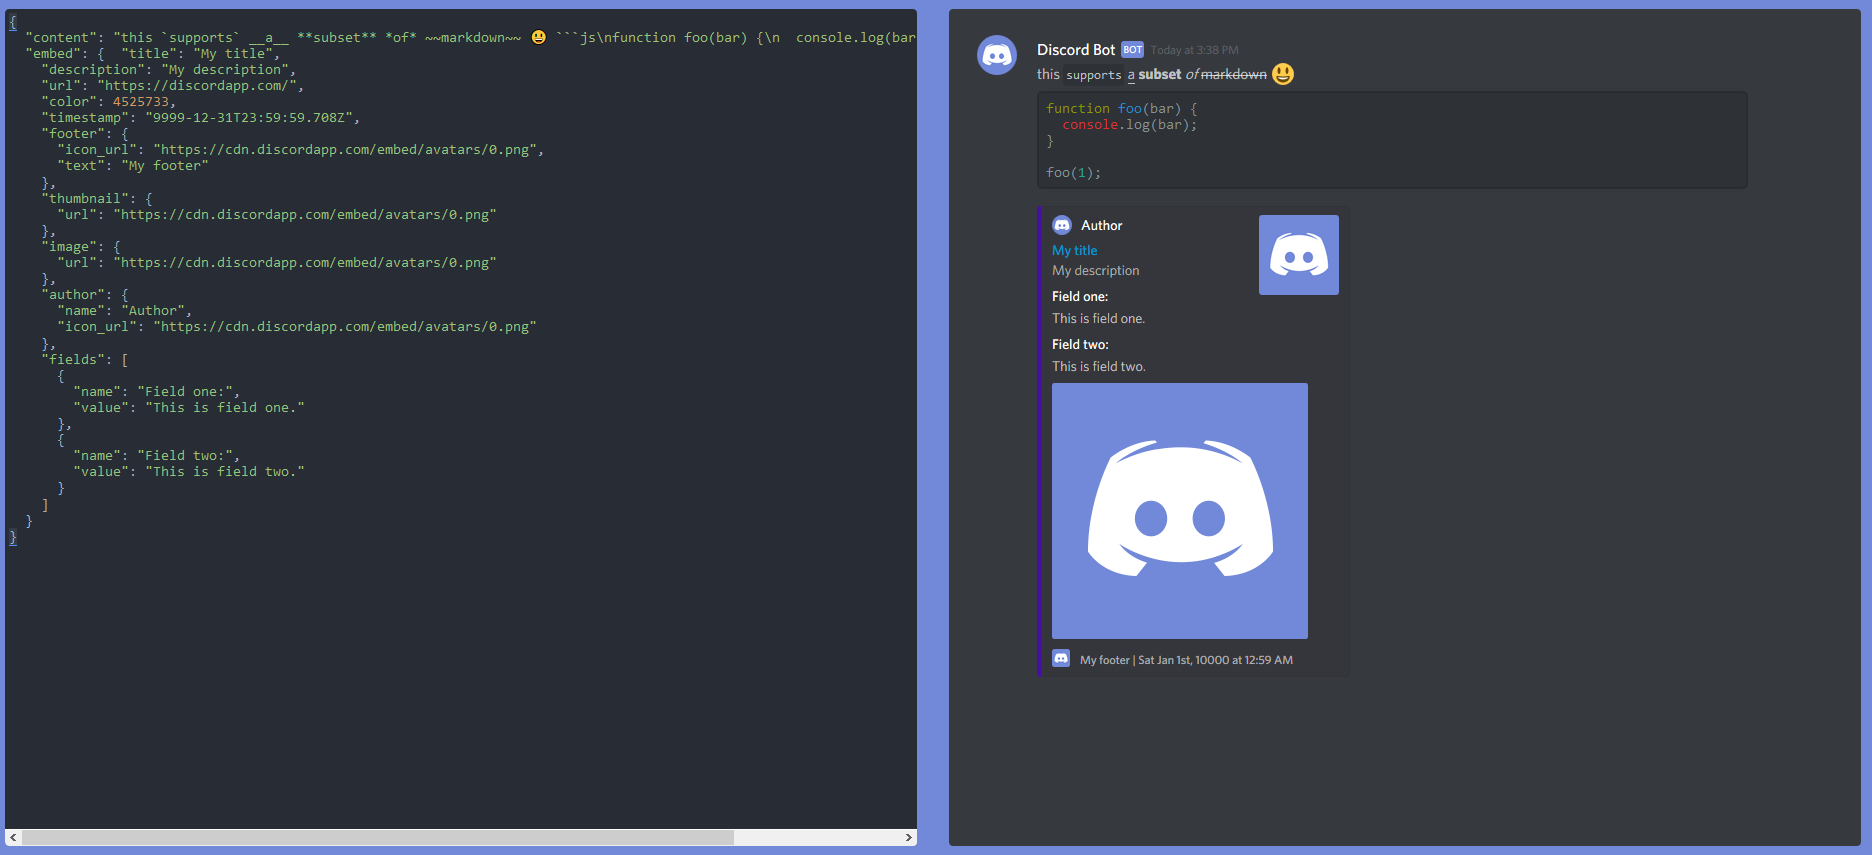 {
  "content": "this `supports` __a__ **subset** *of* ~~markdown~~ 😃 ```js\nfunction foo(bar) {\n  console.log(bar
  "embed": {  "title": "My title",
    "description": "My description",
    "url": "https://discordapp.com/",
    "color": 4525733,
    "timestamp": "9999-12-31T23:59:59.708Z",
    "footer": {
      "icon_url": "https://cdn.discordapp.com/embed/avatars/0.png",
      "text": "My footer"
    },
    "thumbnail": {
      "url": "https://cdn.discordapp.com/embed/avatars/0.png"
    },
    "image": {
      "url": "https://cdn.discordapp.com/embed/avatars/0.png"
    },
    "author": {
      "name": "Author",
      "icon_url": "https://cdn.discordapp.com/embed/avatars/0.png"
    },
    "fields": [
      {
        "name": "Field one:",
        "value": "This is field one."
      },
      {
        "name": "Field two:",
        "value": "This is field two."
      }
    ]
  }
}
Discord Bot BOT Today at 3:38 PM
this supports a subset of markdown 😃
function foo(bar) {
  console.log(bar);
}
foo(1);
Author
My title
My description
Field one:
This is field one.
Field two:
This is field two.
My footer | Sat Jan 1st, 10000 at 12:59 AM